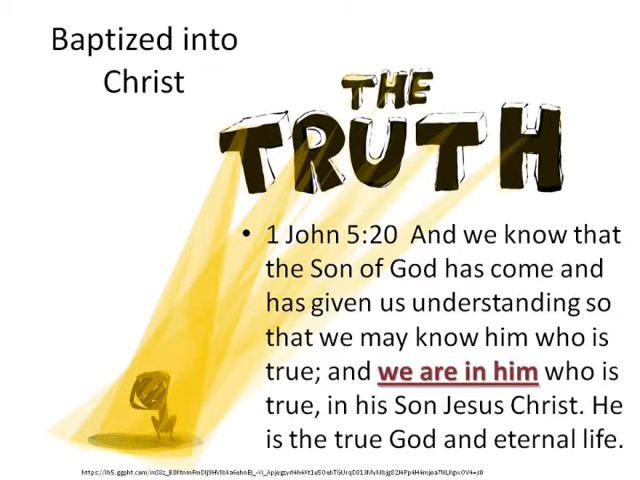 Baptized into
Christ
THE
TRUTH
• 1 John 5:20 And we know that
the Son of God has come and
has given us understanding so
that we may know him who is
true; and we are in him who is
true, in his Son Jesus Christ. He
is the true God and eternal life.